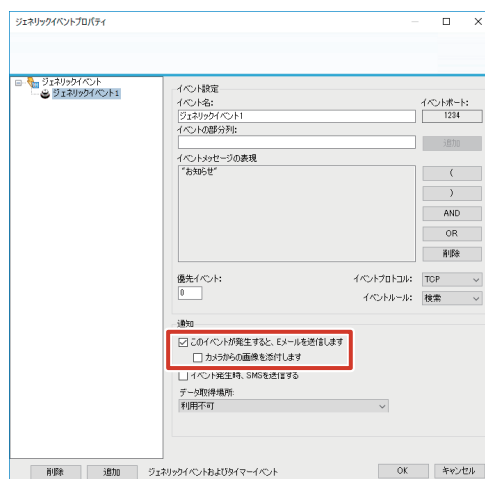 ジェネリックイベントプロパティ
ジェネリックイベント
ジェネリックイベント1
イベント設定
イベント名:
イベントポート:
ジェネリックイベント1
1234
イベントの部分列:
追加
イベントメッセージの表現
"お知らせ"
(
)
AND
OR
削除
優先イベント:
イベントプロトコル:
TCP
0
イベントルール:
検索
通知
このイベントが発生すると、Eメールを送信します
カメラからの画像を添付します
イベント発生時、SMSを送信する
データ取得場所:
利用不可
削除
追加
ジェネリックイベントおよびタイマーイベント
OK
キャンセル